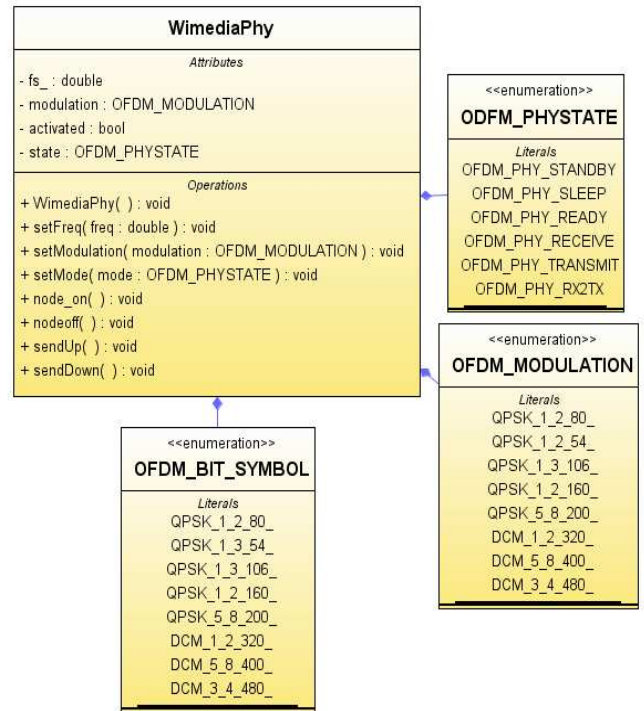 WimediaPhy
Attributes
- fs_ : double
- modulation : OFDM_MODULATION
- activated : bool
- state : OFDM_PHYSTATE
Operations
+ WimediaPhy( ) : void
+ setFreq( freq : double ) : void
+ setModulation( modulation : OFDM_MODULATION ) : void
+ setMode( mode : OFDM_PHYSTATE ) : void
+ node_on( ) : void
+ nodeoff( ) : void
+ sendUp( ) : void
+ sendDown( ) : void
<<enumeration>>
ODFM_PHYSTATE
Literals
OFDM_PHY_STANDBY
OFDM_PHY_SLEEP
OFDM_PHY_READY
OFDM_PHY_RECEIVE
OFDM_PHY_TRANSMIT
OFDM_PHY_RX2TX
<<enumeration>>
OFDM_MODULATION
Literals
QPSK_1_2_80_
QPSK_1_2_54_
QPSK_1_3_106_
QPSK_1_2_160_
QPSK_5_8_200_
DCM_1_2_320_
DCM_5_8_400_
DCM_3_4_480_
<<enumeration>>
OFDM_BIT_SYMBOL
Literals
QPSK_1_2_80_
QPSK_1_3_54_
QPSK_1_3_106_
QPSK_1_2_160_
QPSK_5_8_200_
DCM_1_2_320_
DCM_5_8_400_
DCM_3_4_480_